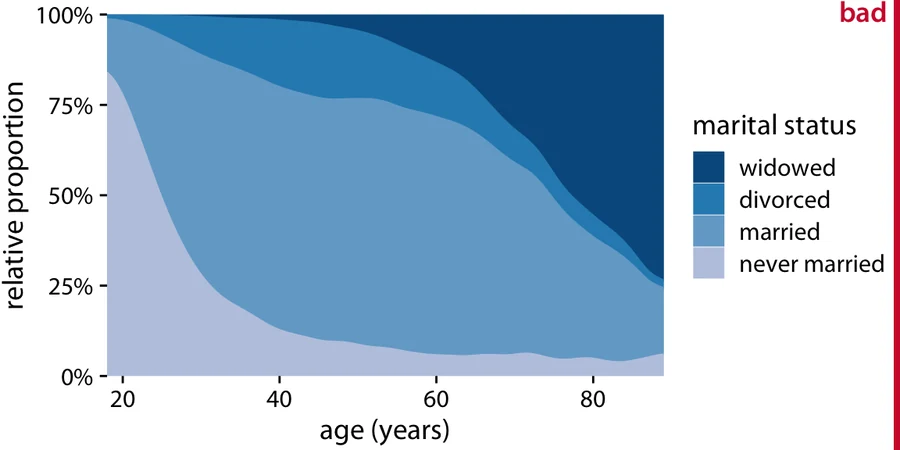 bad
100%
75%
50%
25%
0%
relative proportion
20 40 60 80
age (years)
marital status
widowed
divorced
married
never married